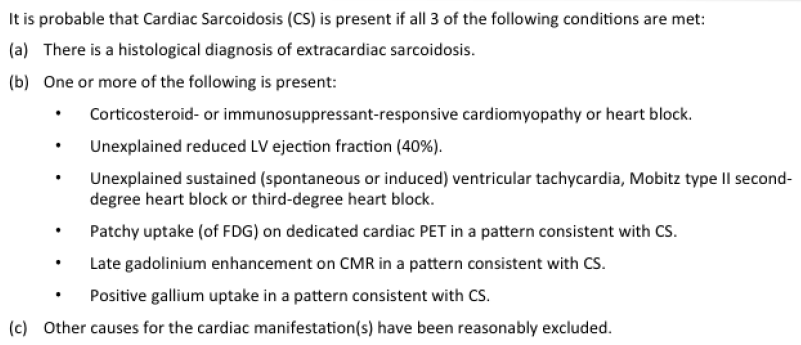 It is probable that Cardiac Sarcoidosis (CS) is present if all 3 of the following conditions are met:
(a) There is a histological diagnosis of extracardiac sarcoidosis.
(b) One or more of the following is present:
• Corticosteroid- or immunosuppressant-responsive cardiomyopathy or heart block.
• Unexplained reduced LV ejection fraction (40%).
• Unexplained sustained (spontaneous or induced) ventricular tachycardia, Mobitz type II second-
degree heart block or third-degree heart block.
• Patchy uptake (of FDG) on dedicated cardiac PET in a pattern consistent with CS.
• Late gadolinium enhancement on CMR in a pattern consistent with CS.
• Positive gallium uptake in a pattern consistent with CS.
(c) Other causes for the cardiac manifestation(s) have been reasonably excluded.